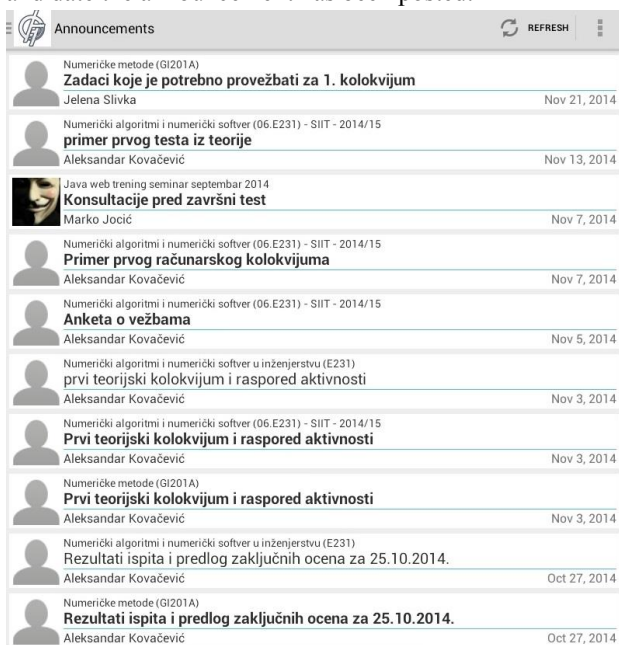 Announcements
REFRESH
Numeričke metode (GI201A)
Zadaci koje je potrebno provežbati za 1. kolokvijum
Jelena Slivka
Nov 21, 2014
Numerički algoritmi i numerički softver (06.E231) - SIIT - 2014/15
primer prvog testa iz teorije
Aleksandar Kovačević
Nov 13, 2014
Java web trening seminar septembar 2014
Konsultacije pred završni test
Marko Jocić
Nov 7, 2014
Numerički algoritmi i numerički softver (06.E231) - SIIT - 2014/15
Primer prvog računarskog kolokvijuma
Aleksandar Kovačević
Nov 7, 2014
Numerički algoritmi i numerički softver (06.E231) - SIIT - 2014/15
Anketa o vežbama
Aleksandar Kovačević
Nov 5, 2014
Numerički algoritmi i numerički softver u inženjerstvu (E231)
prvi teorijski kolokvijum i raspored aktivnosti
Aleksandar Kovačević
Nov 3, 2014
Numerički algoritmi i numerički softver (06.E231) - SIIT - 2014/15
Prvi teorijski kolokvijum i raspored aktivnosti
Aleksandar Kovačević
Nov 3, 2014
Numeričke metode (GI201A)
Prvi teorijski kolokvijum i raspored aktivnosti
Aleksandar Kovačević
Nov 3, 2014
Numerički algoritmi i numerički softver u inženjerstvu (E231)
Rezultati ispita i predlog zaključnih ocena za 25.10.2014.
Aleksandar Kovačević
Oct 27, 2014
Numeričke metode (GI201A)
Rezultati ispita i predlog zaključnih ocena za 25.10.2014.
Aleksandar Kovačević
Oct 27, 2014